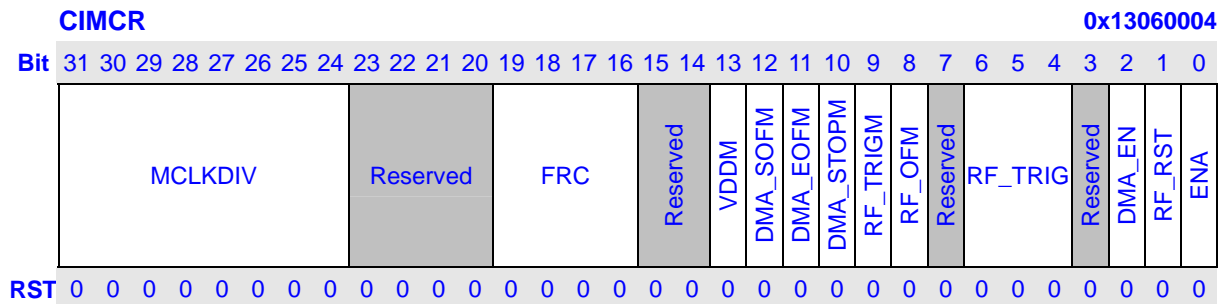 CIMCR 0x13060004
Bit 31 30 29 28 27 26 25 24 23 22 21 20 19 18 17 16 15 14 13 12 11 10 9 8 7 6 5 4 3 2 1 0
MCLKDIV Reserved FRC Reserved VDDM DMA_SOFM DMA_EOFM DMA_STOPM RF_TRIGM RF_OFM Reserved RF_TRIG Reserved DMA_EN RF_RST ENA
RST 0 0 0 0 0 0 0 0 0 0 0 0 0 0 0 0 0 0 0 0 0 0 0 0 0 0 0 0 0 0 0 0